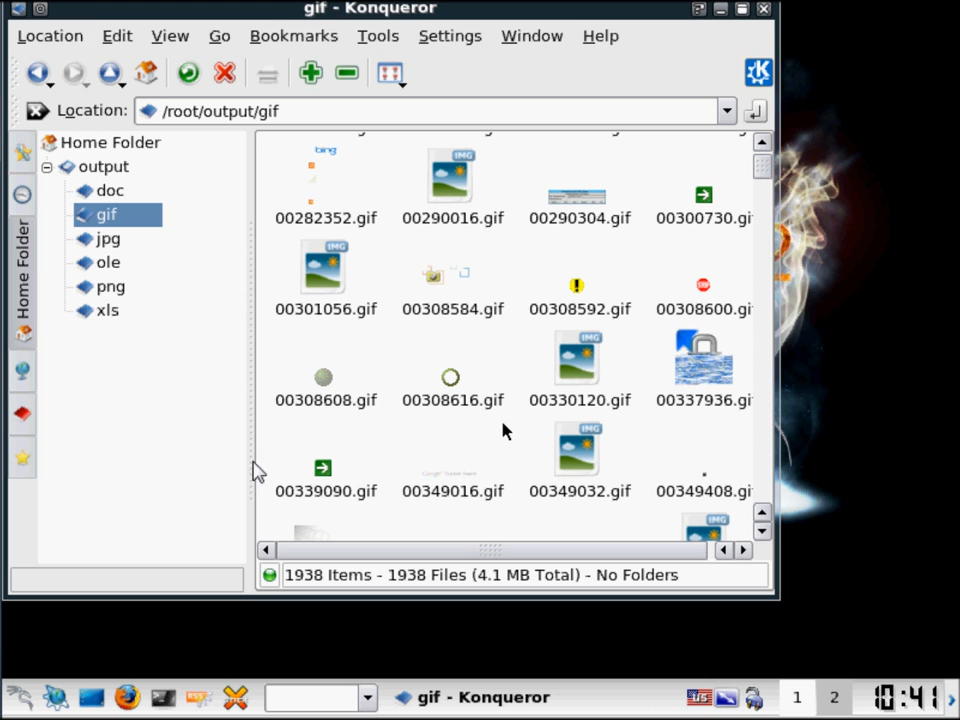 gif - Konqueror
Location Edit View Go Bookmarks Tools Settings Window Help
Location: /root/output/gif
Home Folder
output
doc
gif
jpg
ole
png
xls
Home Folder
bing
IMG
00282352.gif 00290016.gif 00290304.gif 00300730.gi
IMG
00301056.gif 00308584.gif 00308592.gif 00308600.gi
IMG
00308608.gif 00308616.gif 00330120.gif 00337936.gi
IMG
00339090.gif 00349016.gif 00349032.gif 00349408.gi
IMG
1938 Items - 1938 Files (4.1 MB Total) - No Folders
gif - Konqueror
1 2
10:41